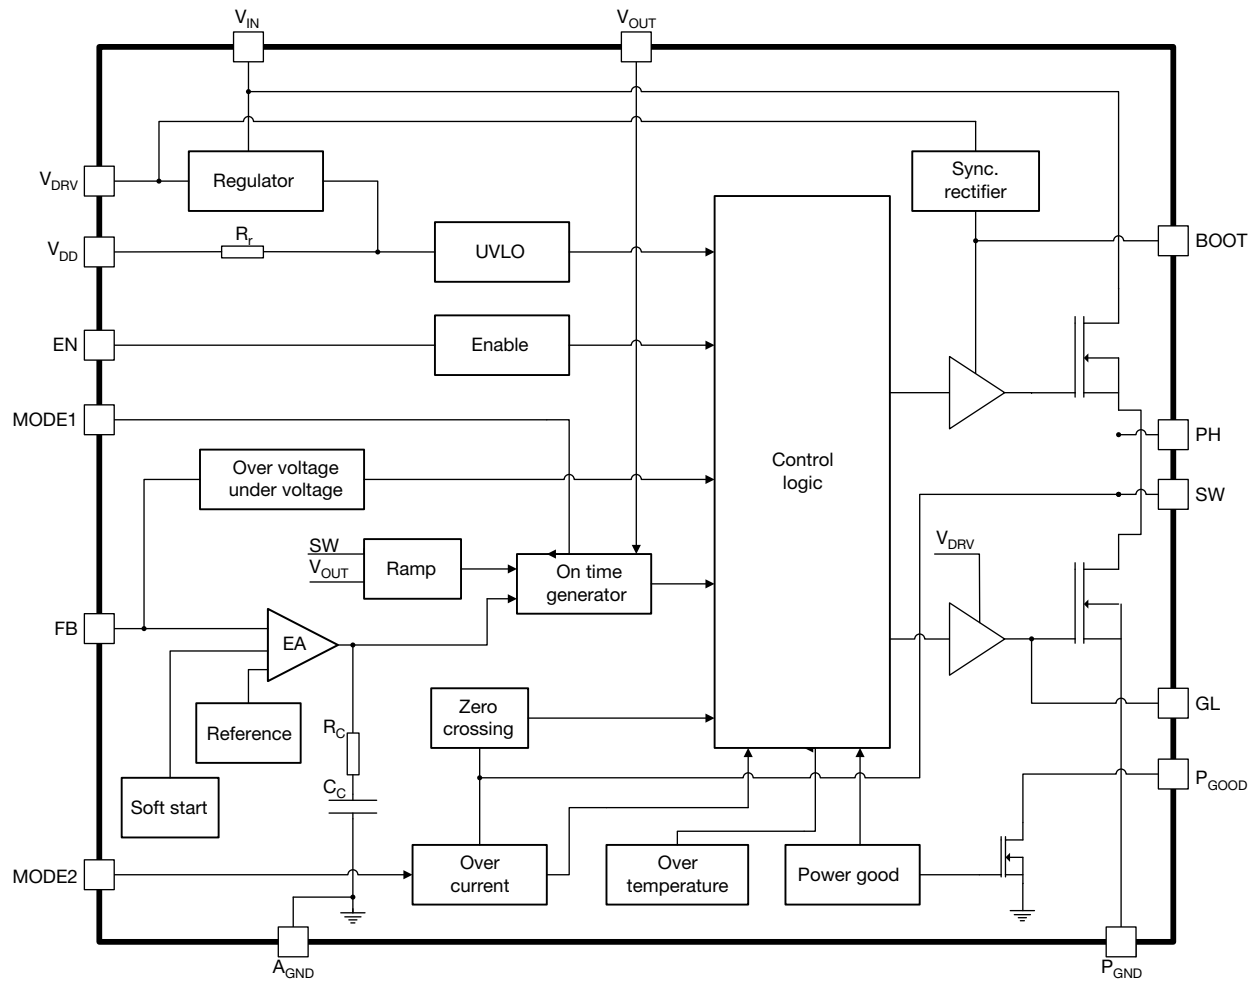 VIN
VOUT
VDRV
Regulator
Sync.
rectifier
VDD
Rr
UVLO
BOOT
EN
Enable
MODE1
PH
Over voltage
under voltage
Control
logic
SW
SW
VOUT
Ramp
On time
generator
VDRV
FB
EA
Zero
crossing
GL
Reference
RC
CC
Soft start
PGOOD
MODE2
Over
current
Over
temperature
Power good
AGND
PGND